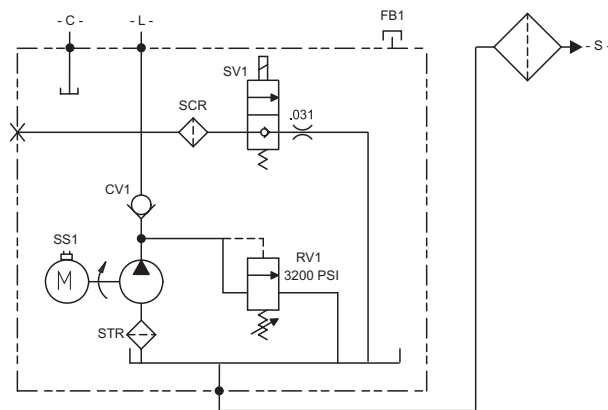 - C -
- L -
FB1
- S -
SV1
SCR
.031
CV1
SS1
M
RV1
3200 PSI
STR